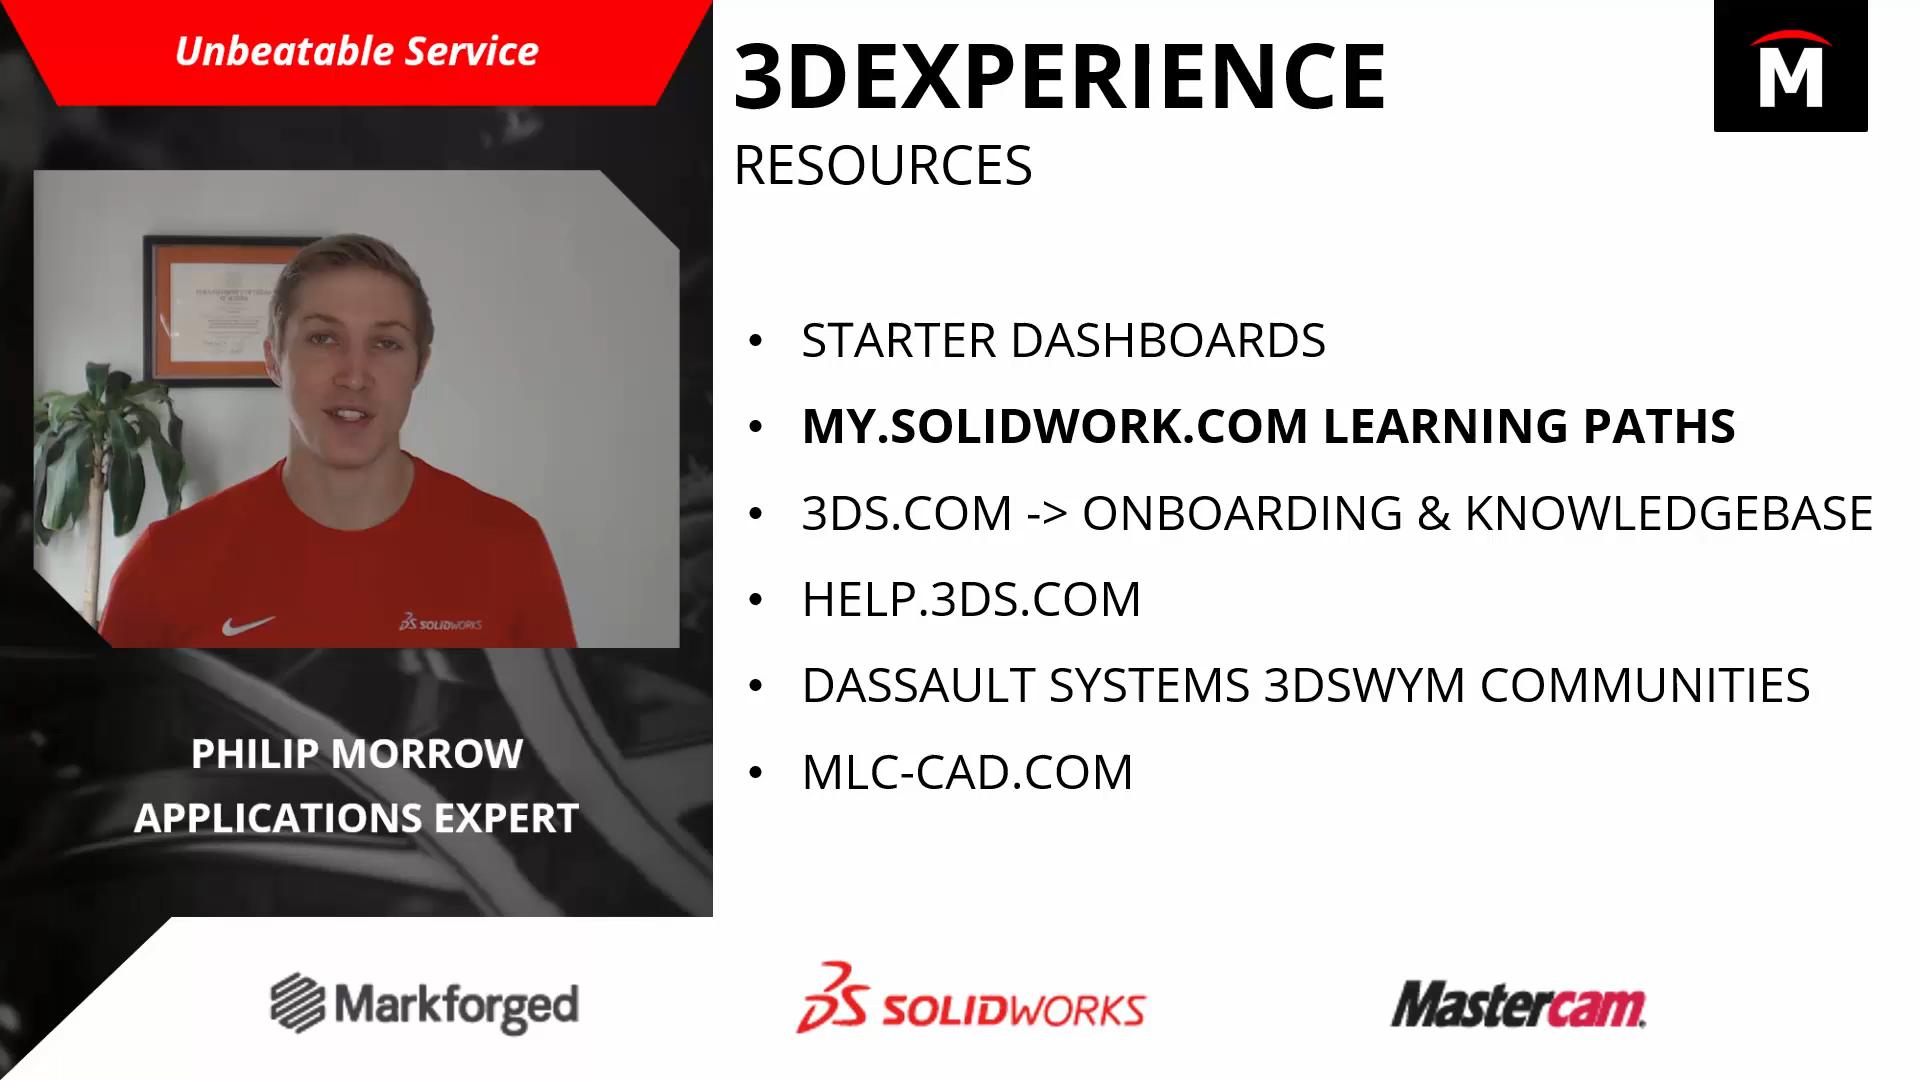 Unbeatable Service
3DEXPERIENCE
RESOURCES
M
• STARTER DASHBOARDS
• MY.SOLIDWORK.COM LEARNING PATHS
• 3DS.COM -> ONBOARDING & KNOWLEDGEBASE
• HELP.3DS.COM
• DASSAULT SYSTEMS 3DSWYM COMMUNITIES
• MLC-CAD.COM
SOLIDWORKS
PHILIP MORROW
APPLICATIONS EXPERT
Markforged
SOLIDWORKS
Mastercam